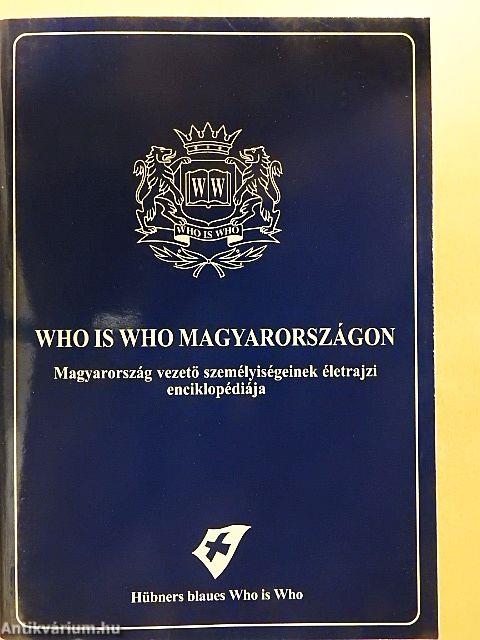 W W
WHO IS WHO
WHO IS WHO MAGYARORSZÁGON
Magyarország vezető személyiségeinek életrajzi
enciklopédiája
Hübners blaues Who is Who
Antikvárium.hu